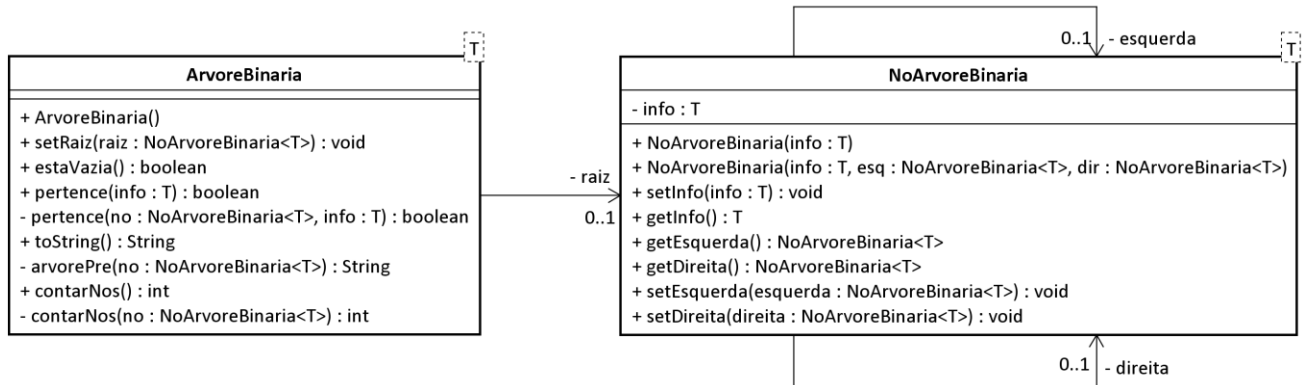 T
ArvoreBinaria
+ ArvoreBinaria()
+ setRaiz(raiz : NoArvoreBinaria<T>) : void
+ estaVazia() : boolean
+ pertence(info : T) : boolean
- pertence(no : NoArvoreBinaria<T>, info : T) : boolean
+ toString() : String
- arvorePre(no : NoArvoreBinaria<T>) : String
+ contarNos() : int
- contarNos(no : NoArvoreBinaria<T>) : int
- raiz
0..1
0..1 - esquerda
T
NoArvoreBinaria
- info : T
+ NoArvoreBinaria(info : T)
+ NoArvoreBinaria(info : T, esq : NoArvoreBinaria<T>, dir : NoArvoreBinaria<T>)
+ setInfo(info : T) : void
+ getInfo() : T
+ getEsquerda() : NoArvoreBinaria<T>
+ getDireita() : NoArvoreBinaria<T>
+ setEsquerda(esquerda : NoArvoreBinaria<T>) : void
+ setDireita(direita : NoArvoreBinaria<T>) : void
0..1 - direita